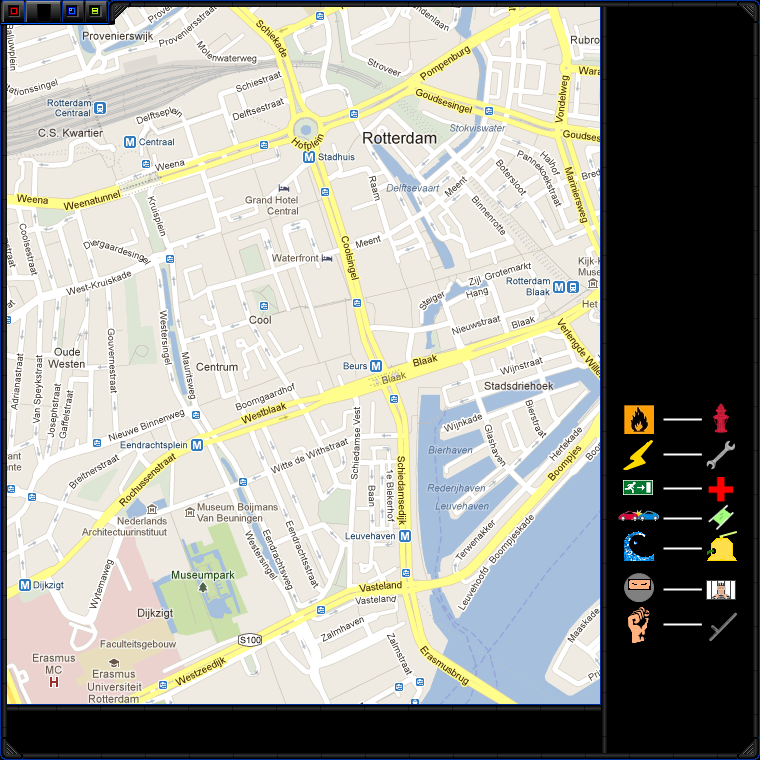 Provenierswijk
Proveniersstraat
Molenwaterweg
Schiekade
Schiestraat
Stroveer
Pompenburg
Rubro
Vondelweg
Goudsesingel
Goudses
Rotterdam
Centraal
C.S. Kwartier
Delftseplein
Delftsestraat
Centraal
Weena
Hofplein
Stadhuis
Rotterdam
Stokviswater
Delftsevaart
Meent
Botersloot
Pannekoekstraat
Halhof
Mariniersweg
Binnenrotte
Weena
Weenatunnel
Kruisplein
Grand Hotel
Central
Raam
Coolsestraat
Diergaardesingel
Coolsingel
Meent
Waterfront
West-Kruiskade
Zijl
Grotemarkt
Hang
Steiger
Rotterdam
Blaak
Kijk-K
Muse
Het
Westersingel
Cool
Nieuwstraat
Blaak
Verlengde Wille
Oude
Westen
Gouvernestraat
Mauritsweg
Centrum
Beurs
Blaak
Blaak
Wijnstraat
Stadsdriehoek
Adrianastraat
Van Speykstraat
Josephstraat
Gaffelstraat
Boomgaardhof
Westblaak
Nieuwe Binnenweg
Eendrachtsplein
Schiedamse Vest
Wijnkade
Glashaven
Bierstraat
Bierhaven
Hertekade
Boompjes
Breitnerstraat
Rochussenstraat
Witte de Withstraat
Baan
1e Blekerhof
Schiedamsedijk
Rederijhaven
Leuvehaven
Nederlands
Architectuurinstituut
Museum Boijmans
Van Beuningen
Westersingel
Eendrachtsweg
Eendrachtsstraat
Leuvehaven
Terwenakker
Boompjeskade
Leuvehoofd
Dijkzigt
Wytemaweg
Museumpark
Vasteland
Vasteland
Dijkzigt
S100
Zalmhaven
Zalmstraat
Maaskade
Faculteitsgebouw
Erasmus
MC
H
Erasmus
Universiteit
Rotterdam
Westzeedijk
Erasmusbrug